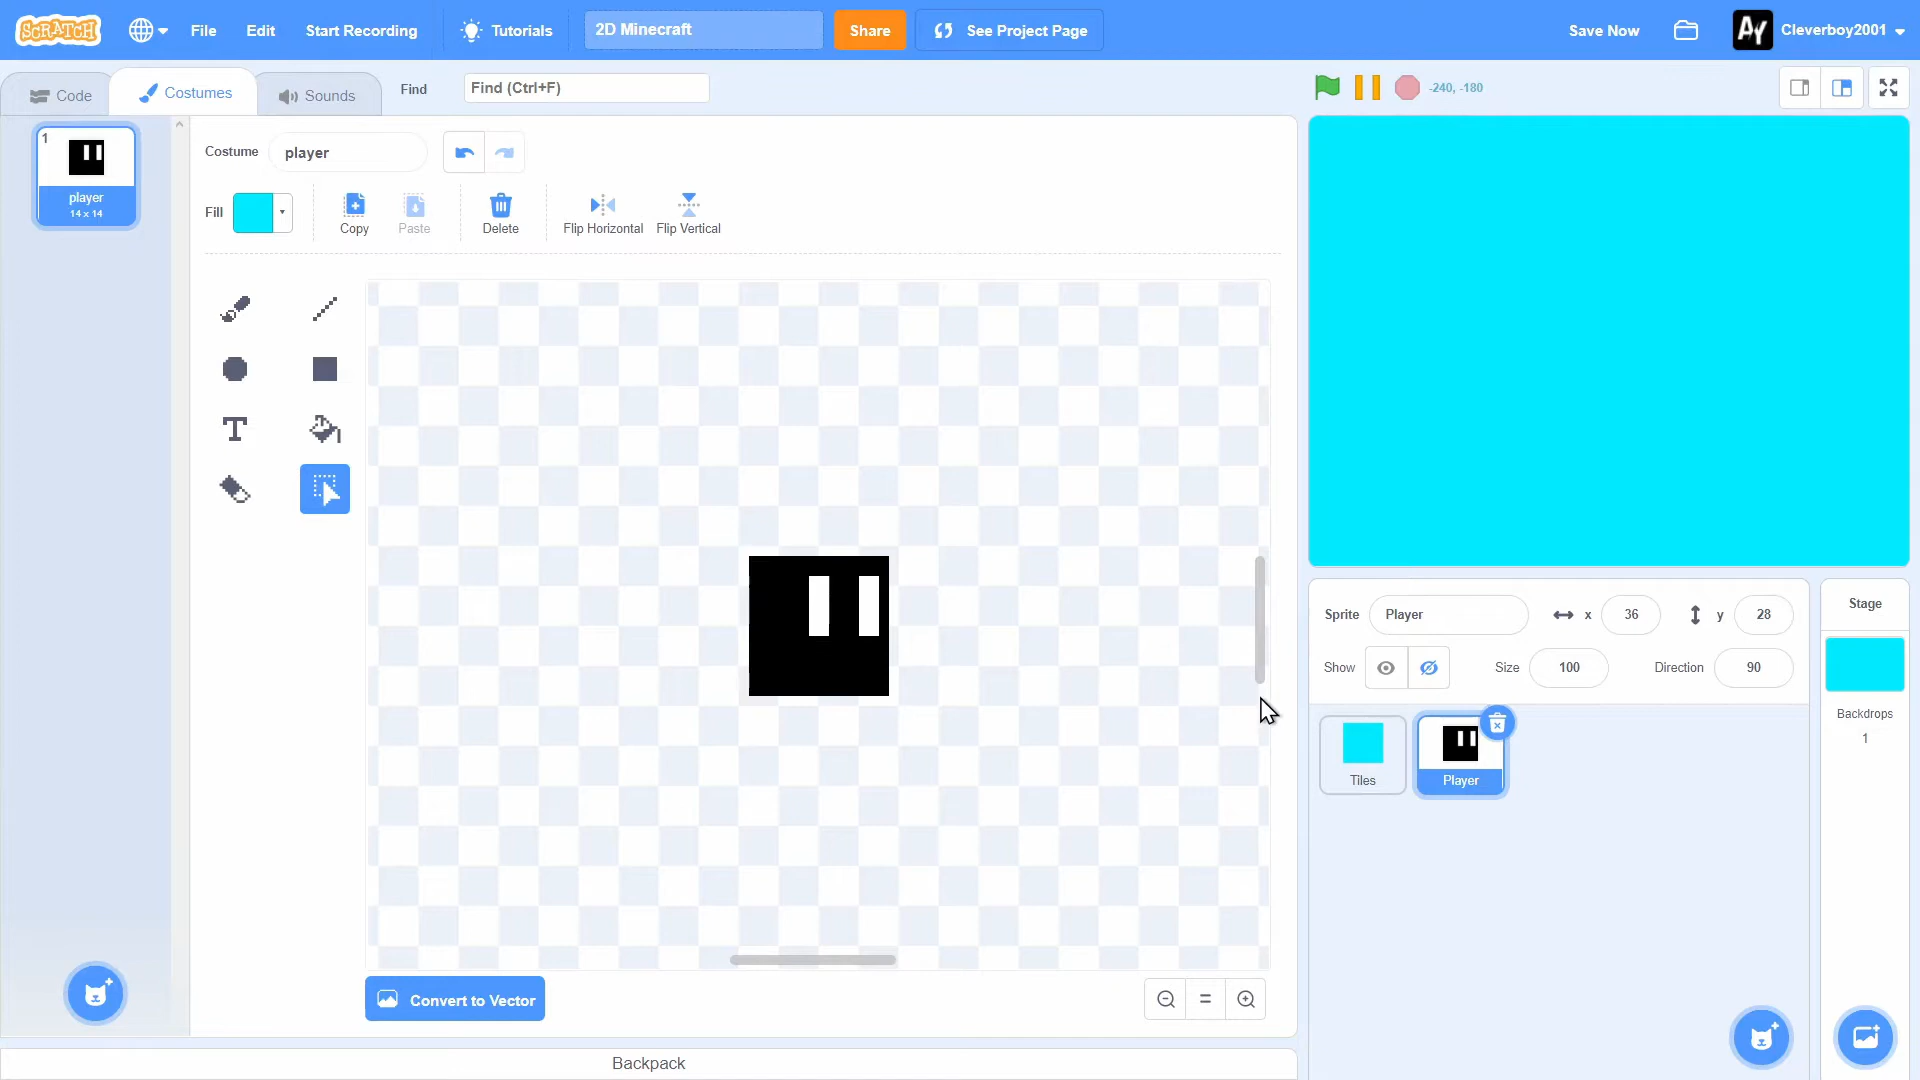 SCRATCH
File
Edit
Start Recording
Tutorials
2D Minecraft
Share
See Project Page
Save Now
Ay
Cleverboy2001
Code
Costumes
Sounds
Find
Find (Ctrl+F)
-240, -180
1
player
14 x 14
Costume
player
Fill
Copy
Paste
Delete
Flip Horizontal
Flip Vertical
T
Convert to Vector
Backpack
Sprite
Player
x
36
y
28
Show
Size
100
Direction
90
Tiles
Player
Stage
Backdrops
1